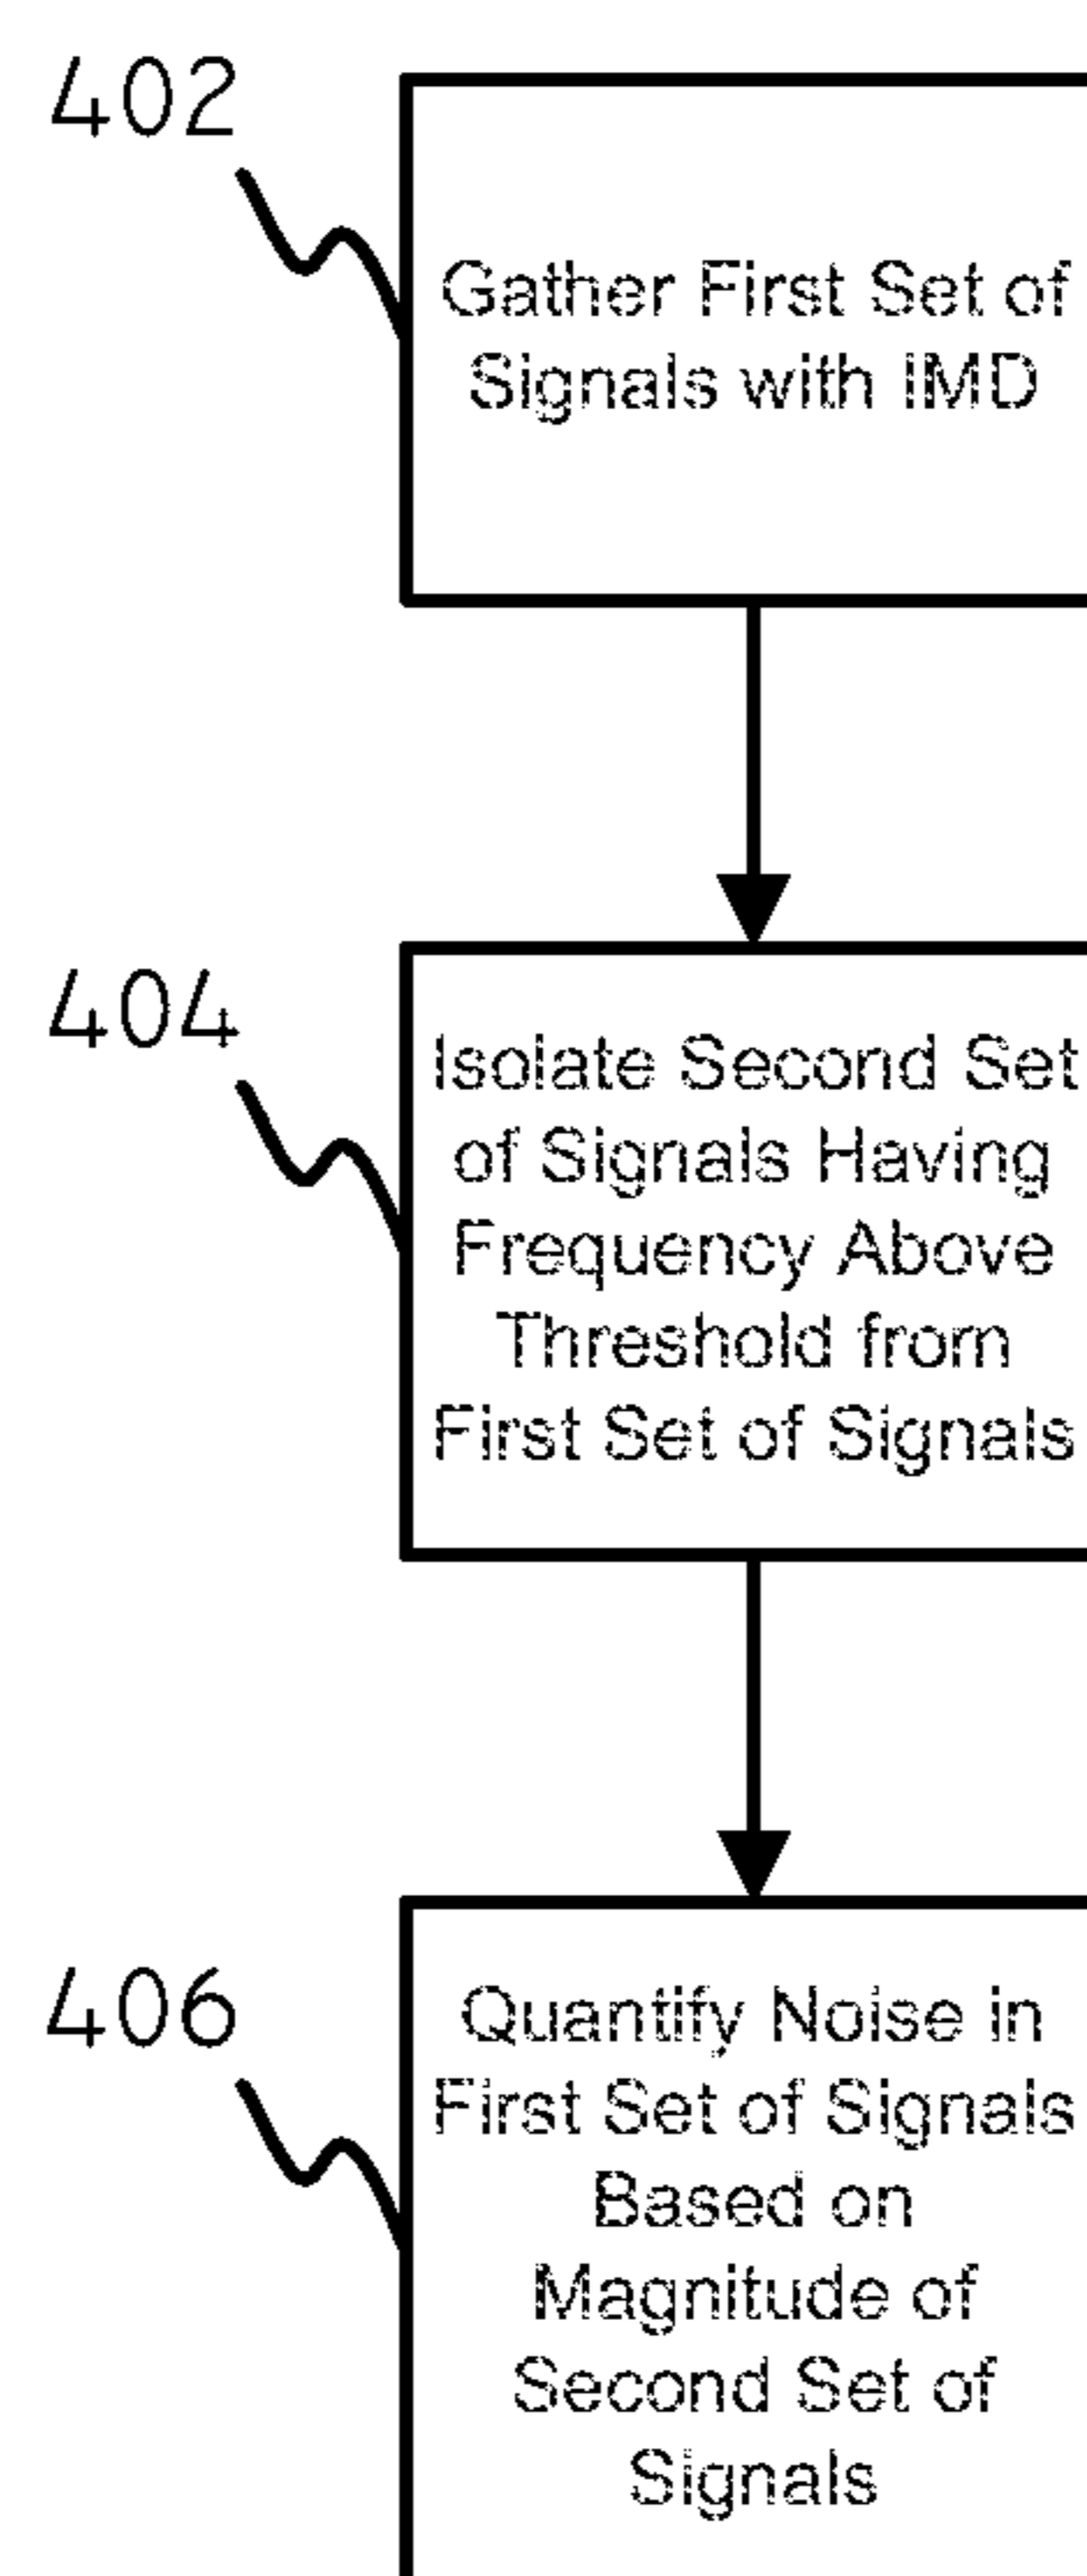 402
Gather First Set of
Signals with IMD
404
Isolate Second Set
of Signals Having
Frequency Above
Threshold from
First Set of Signals
406
Quantify Noise in
First Set of Signals
Based on
Magnitude of
Second Set of
Signals